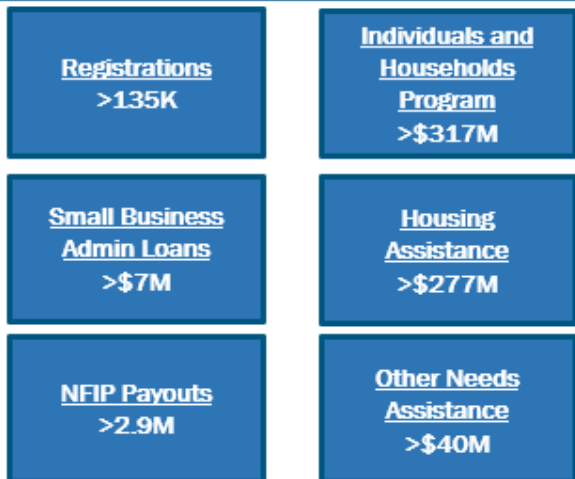 Registrations
>135K
Individuals and
Households
Program
>$317M
Small Business
Admin Loans
>$7M
Housing
Assistance
>$277M
NFIP Payouts
>2.9M
Other Needs
Assistance
>$40M